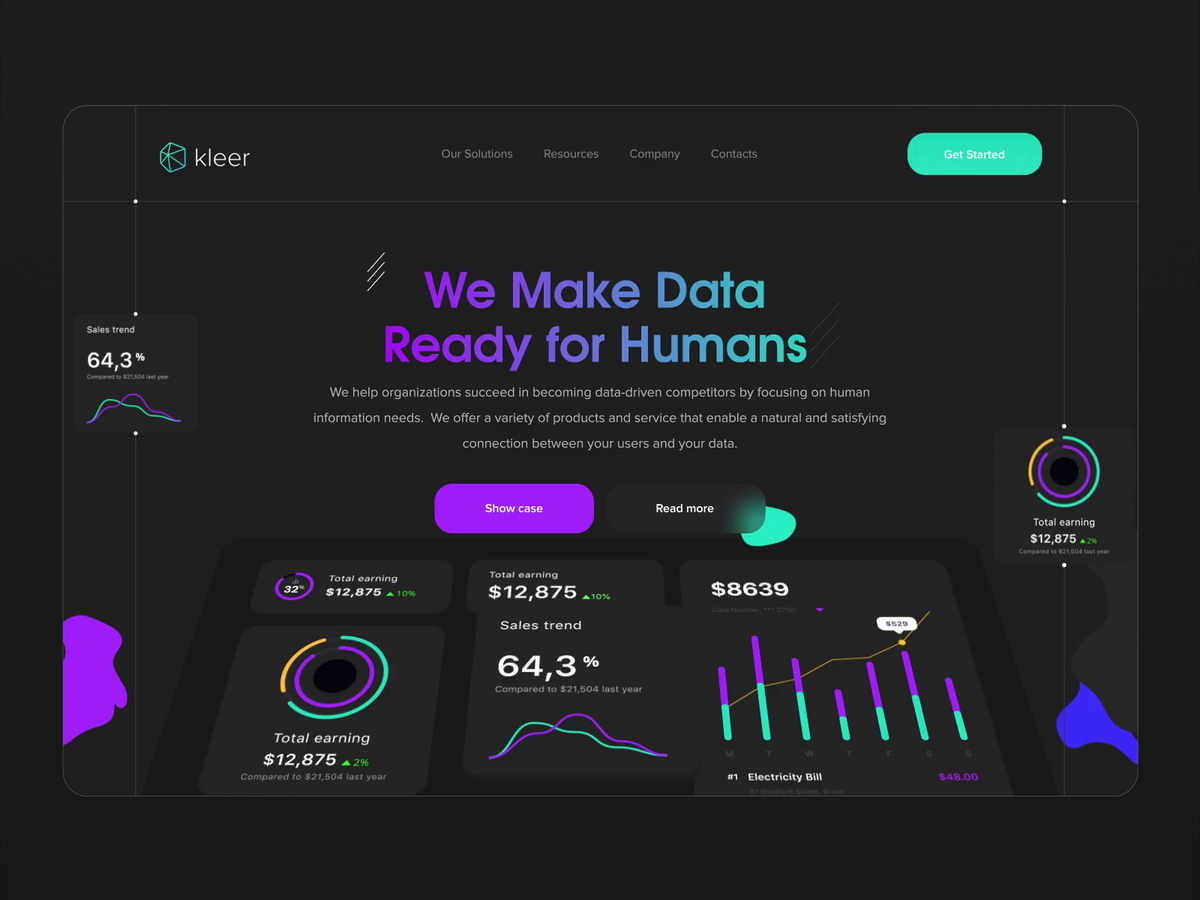 kleer
Our Solutions
Resources
Company
Contacts
Get Started
We Make Data
Ready for Humans
We help organizations succeed in becoming data-driven competitors by focusing on human
information needs. We offer a variety of products and service that enable a natural and satisfying
connection between your users and your data.
Show case
Read more
Sales trend
64,3 %
Compared to $21,504 last year
Total earning
$12,875 2%
Compared to $21,504 last year
32%
Total earning
$12,875 10%
Total earning
$12,875 10%
$8639
Card Number
Total earning
$12,875 2%
Compared to $21,504 last year
Sales trend
64,3 %
Compared to $21,504 last year
$529
M T W T F S S
#1 Electricity Bill $48.00